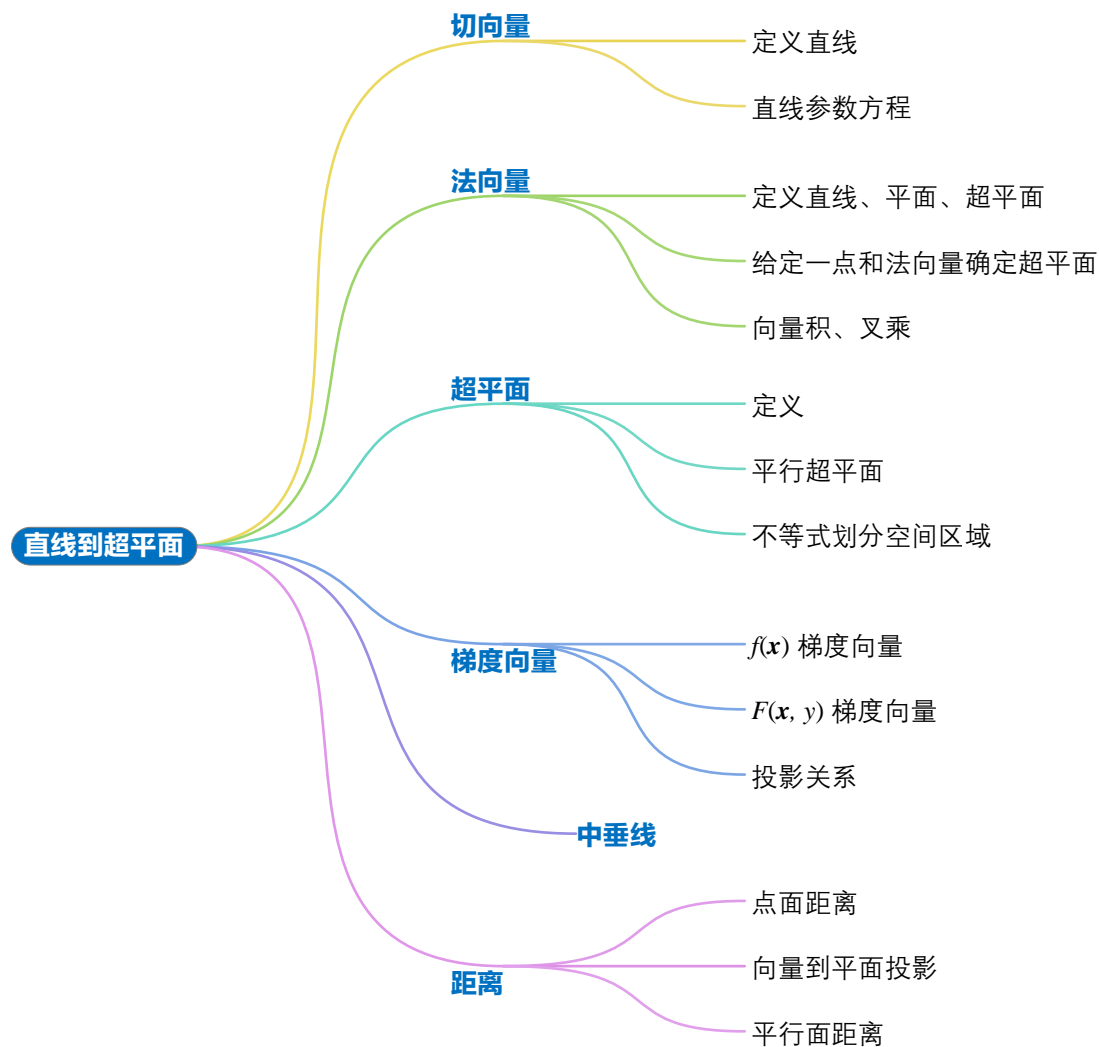 直线到超平面
切向量
定义直线
直线参数方程
法向量
定义直线、平面、超平面
给定一点和法向量确定超平面
向量积、叉乘
超平面
定义
平行超平面
不等式划分空间区域
梯度向量
f(x) 梯度向量
F(x, y) 梯度向量
投影关系
中垂线
距离
点面距离
向量到平面投影
平行面距离